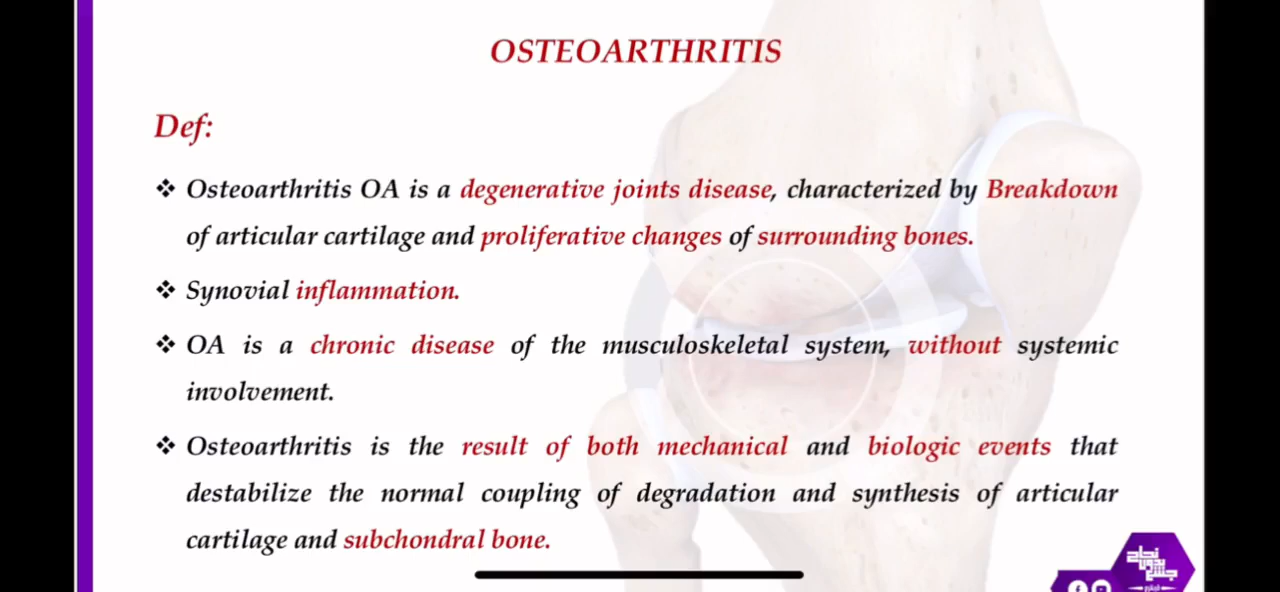 OSTEOARTHRITIS
Def:
❖ Osteoarthritis OA is a degenerative joints disease, characterized by Breakdown
of articular cartilage and proliferative changes of surrounding bones.
❖ Synovial inflammation.
❖ OA is a chronic disease of the musculoskeletal system, without systemic
involvement.
❖ Osteoarthritis is the result of both mechanical and biologic events that
destabilize the normal coupling of degradation and synthesis of articular
cartilage and subchondral bone.